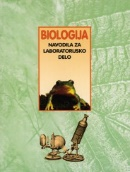 BIOLOGIJA
NAVODILA ZA
LABORATORIJSKO
DELO